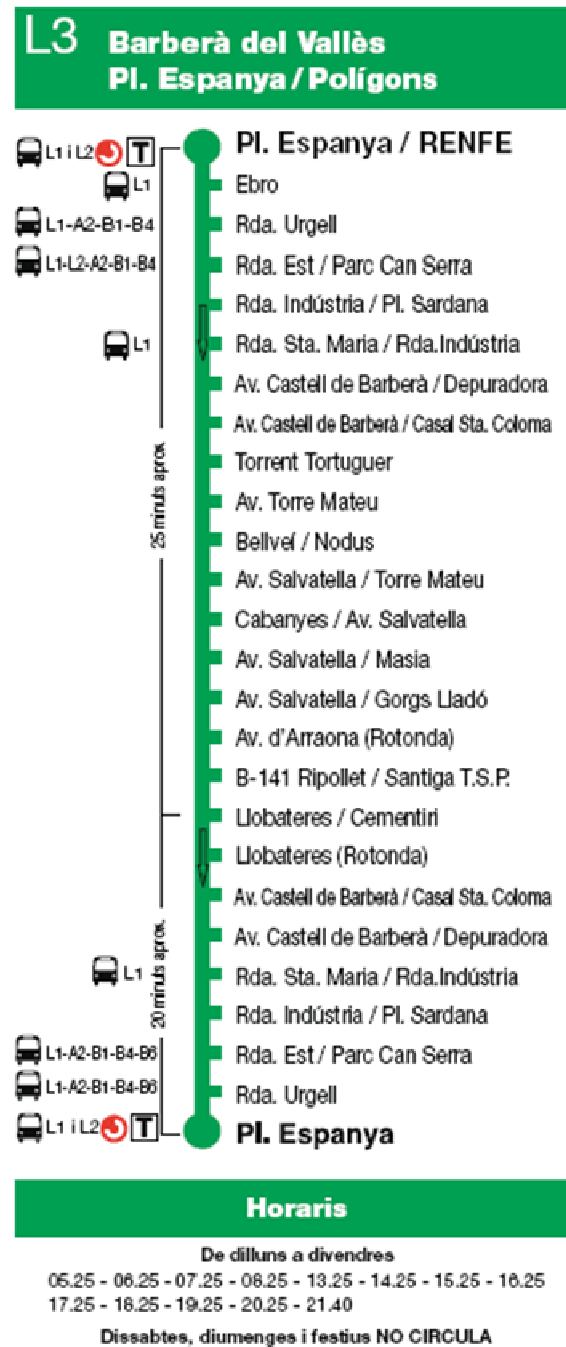 L3
Barberà del Vallès
Pl. Espanya / Polígons
L1 i L2 T Pl. Espanya / RENFE
L1 Ebro
L1-A2-B1-B4 Rda. Urgell
L1-L2-A2-B1-B4 Rda. Est / Parc Can Serra
Rda. Indústria / Pl. Sardana
L1 Rda. Sta. Maria / Rda.Indústria
Av. Castell de Barberà / Depuradora
Av. Castell de Barberà / Casal Sta. Coloma
Torrent Tortuguer
Av. Torre Mateu
25 minuts aprox.
Bellveí / Nodus
Av. Salvatella / Torre Mateu
Cabanyes / Av. Salvatella
Av. Salvatella / Masia
Av. Salvatella / Gorgs Lladó
Av. d'Arraona (Rotonda)
B-141 Ripollet / Santiga T.S.P.
Llobateres / Cementiri
Llobateres (Rotonda)
Av. Castell de Barberà / Casal Sta. Coloma
Av. Castell de Barberà / Depuradora
20 minuts aprox.
L1 Rda. Sta. Maria / Rda.Indústria
Rda. Indústria / Pl. Sardana
L1-A2-B1-B4-B6 Rda. Est / Parc Can Serra
L1-A2-B1-B4-B6 Rda. Urgell
L1 i L2 T Pl. Espanya
Horaris
De dilluns a divendres
05.25 - 06.25 - 07.25 - 08.25 - 13.25 - 14.25 - 15.25 - 16.25
17.25 - 18.25 - 19.25 - 20.25 - 21.40
Dissabtes, diumenges i festius NO CIRCULA